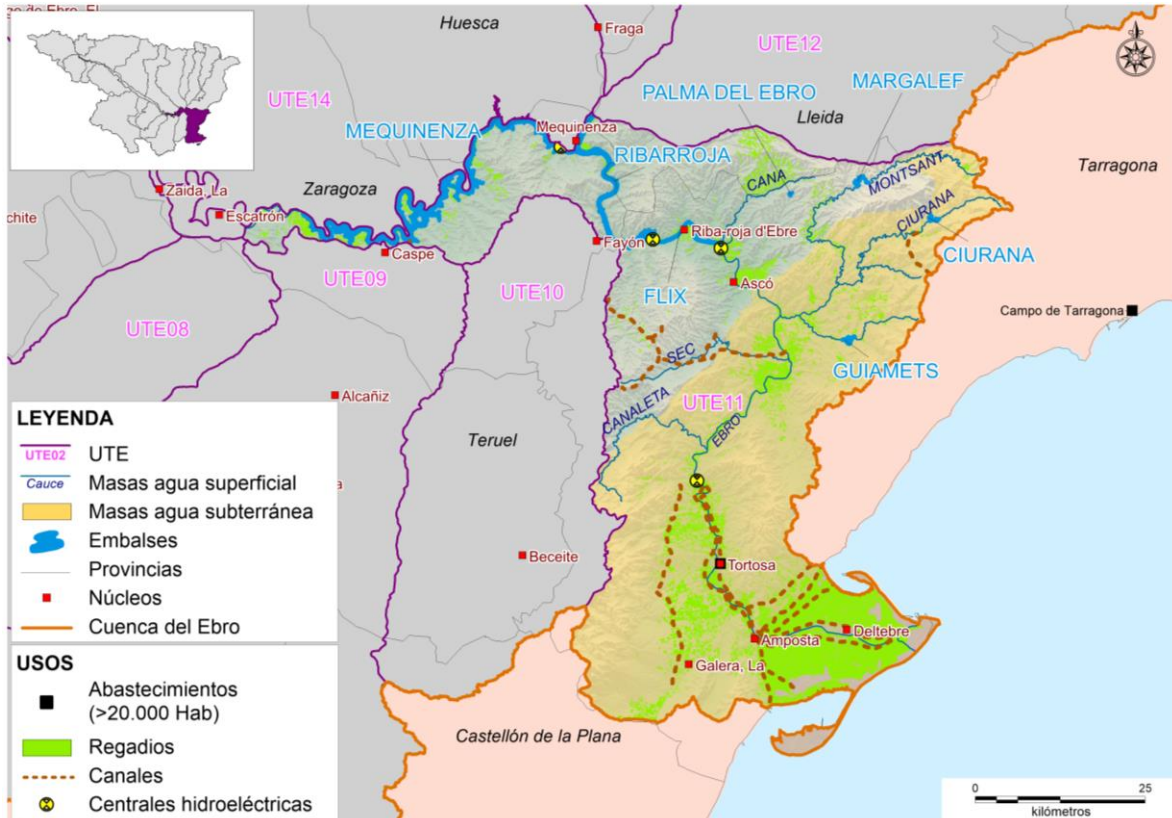 Huesca
Fraga
UTE12
MARGALEF
PALMA DEL EBRO
UTE14
Lleida
MEQUINENZA
Mequinenza
RIBARROJA
Tarragona
CANA
MONTSANT
Zaragoza
Zaida, La
CIURANA
Escatrón
chite
Riba-roja d'Ebre
Fayón
Caspe
CIURANA
UTE09
UTE10
FLIX
Ascó
Campo de Tarragona
UTE08
SEC
GUIAMETS
Alcañiz
CANALETA
UTE11
EBRO
Teruel
Beceite
Tortosa
Deltebre
Amposta
Galera, La
Castellón de la Plana
LEYENDA
UTE02 UTE
Cauce Masas agua superficial
Masas agua subterránea
Embalses
Provincias
Núcleos
Cuenca del Ebro
USOS
Abastecimientos
(>20.000 Hab)
Regadios
Canales
Centrales hidroeléctricas
0 25
kilómetros